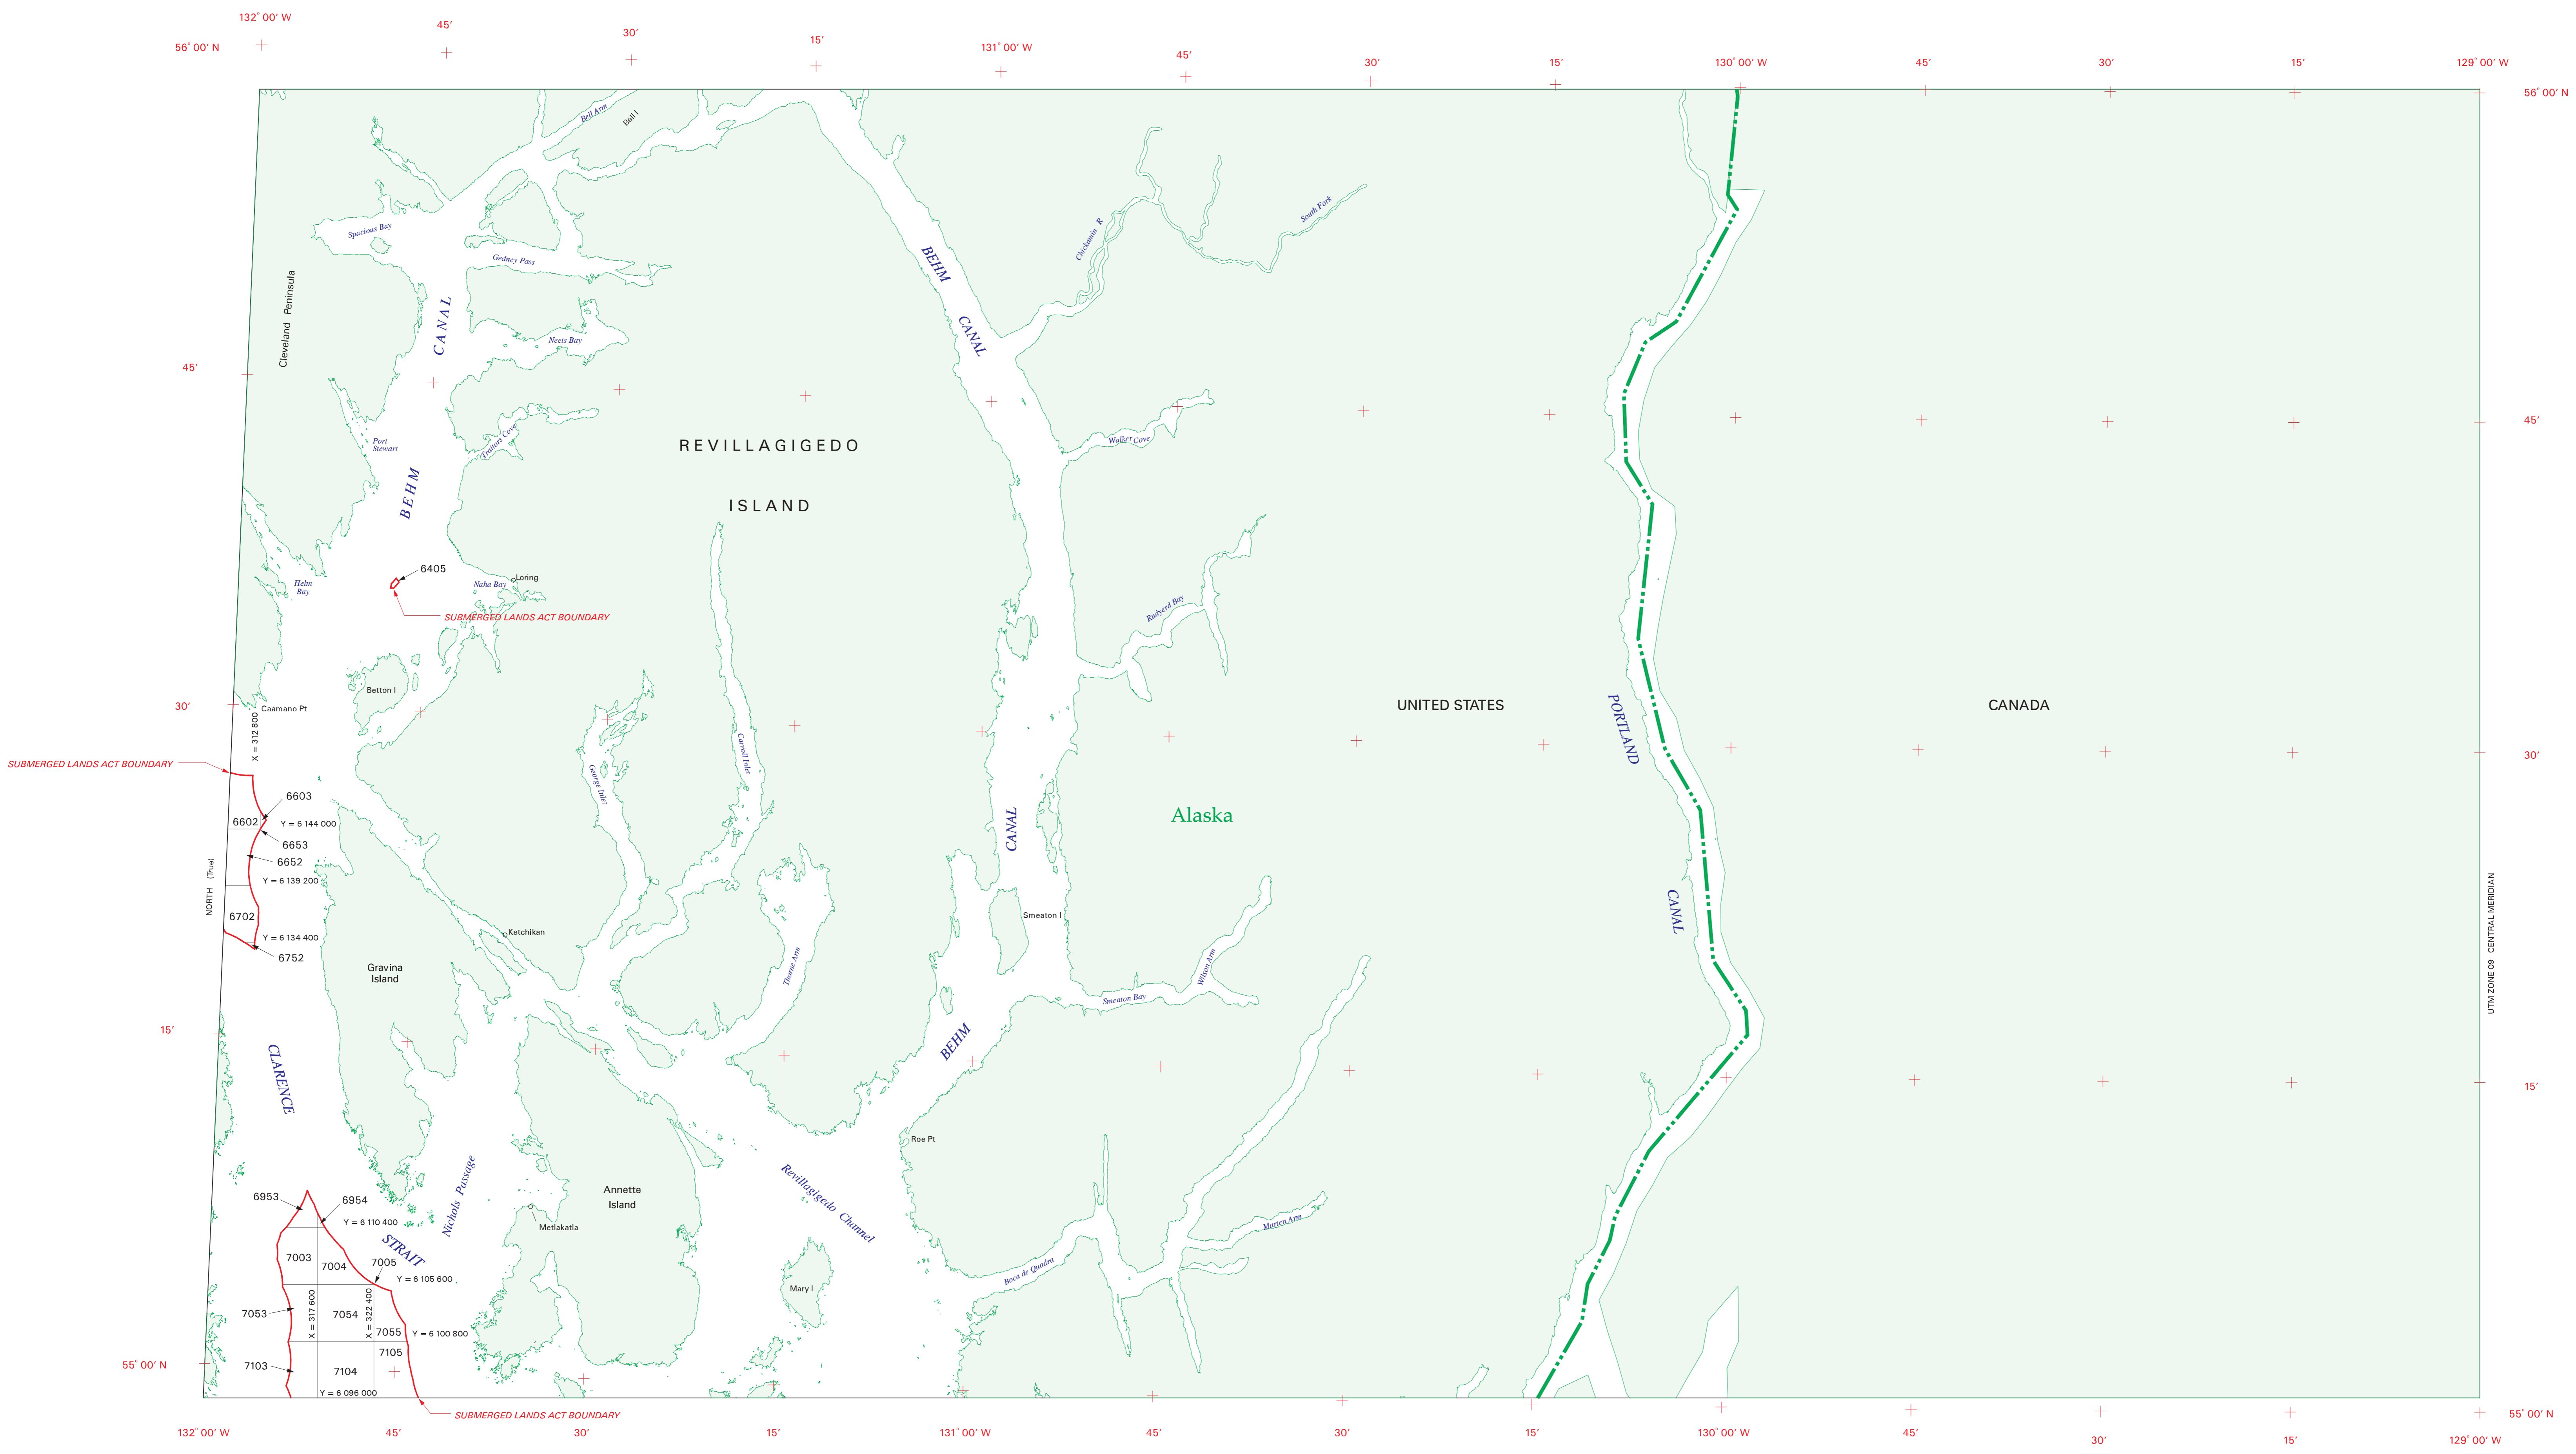 132° 00' W
45'
30'
15'
131° 00' W
45'
30'
15'
130° 00' W
45'
30'
15'
129° 00' W
56° 00' N
56° 00' N
Bell Arm
Bell I
Spacious Bay
Gedney Pass
Chickamin R
South Fork
Cleveland Peninsula
BEHM
CANAL
CANAL
Neets Bay
45'
45'
Port
Stewart
Traitors Cove
BEHM
REVILLAGIGEDO
ISLAND
Walker Cove
6405
Helm
Bay
Naha Bay
Loring
SUBMERGED LANDS ACT BOUNDARY
Rudyerd Bay
Betton I
30'
Caamano Pt
X = 312 800
UNITED STATES
PORTLAND
CANADA
30'
SUBMERGED LANDS ACT BOUNDARY
George Inlet
Carroll Inlet
6603
6602
Y = 6 144 000
6653
6652
CANAL
Alaska
Y = 6 139 200
NORTH (True)
6702
Y = 6 134 400
6752
Ketchikan
Smeaton I
CANAL
UTM ZONE 09 CENTRAL MERIDIAN
Gravina
Island
Thorne Arm
Wilson Arm
Smeaton Bay
15'
BEHM
15'
CLARENCE
Roe Pt
Nichols Passage
Revillagigedo Channel
6953
6954
Y = 6 110 400
Annette
Island
Metlakatla
Marten Arm
STRAIT
7003
7004
7005
Y = 6 105 600
Boca de Quadra
Mary I
7053
X = 317 600
7054
X = 322 400
7055
Y = 6 100 800
7105
7103
7104
Y = 6 096 000
55° 00' N
SUBMERGED LANDS ACT BOUNDARY
55° 00' N
132° 00' W
45'
30'
15'
131° 00' W
45'
30'
15'
130° 00' W
45'
30'
15'
129° 00' W